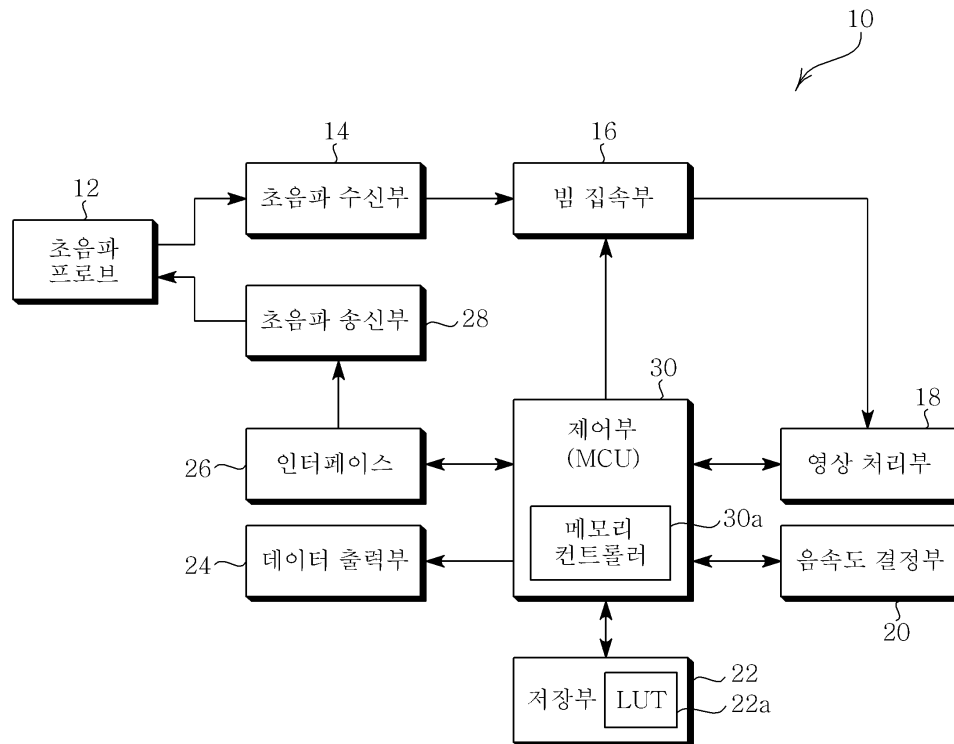 10
14
16
12
초음파 수신부
빔 집속부
초음파
프로브
초음파 송신부
28
30
18
제어부
(MCU)
26
인터페이스
영상 처리부
메모리
컨트롤러
30a
24
데이터 출력부
음속도 결정부
20
저장부
LUT
22
22a